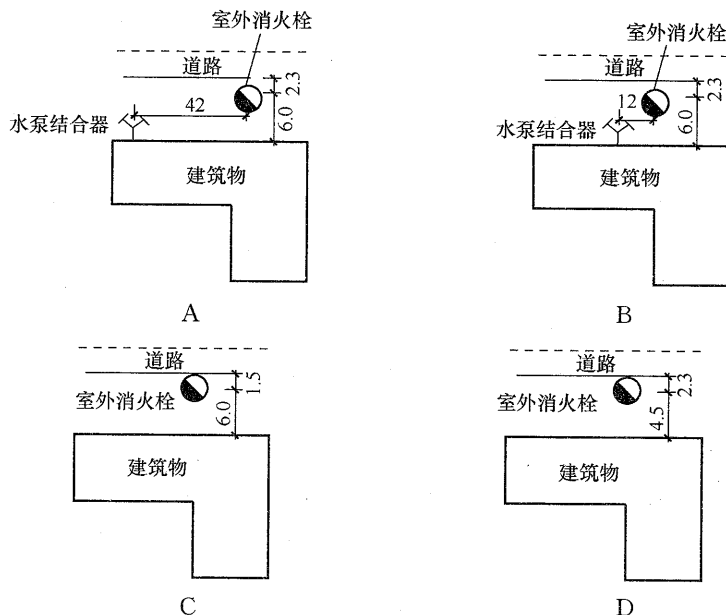 室外消火栓
道路
42
2.3
6.0
水泵结合器
建筑物
A
室外消火栓
道路
12
2.3
6.0
水泵结合器
建筑物
B
道路
1.5
室外消火栓
6.0
建筑物
C
道路
2.3
室外消火栓
4.5
建筑物
D